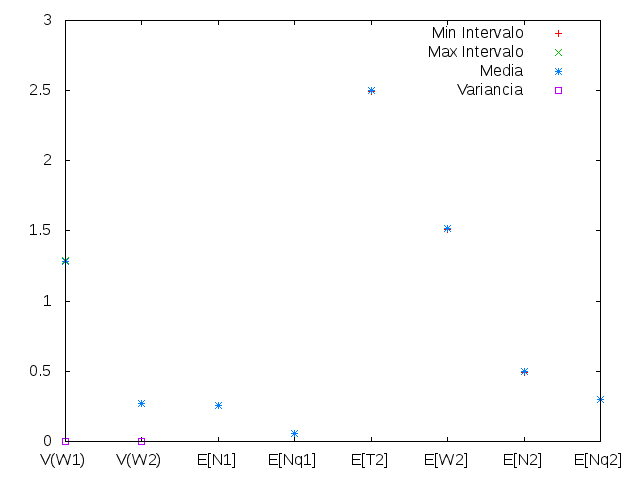 3
Min Intervalo
Max Intervalo
Media
Variancia
2.5
2
1.5
1
0.5
0
V(W1) V(W2) E[N1] E[Nq1] E[T2] E[W2] E[N2] E[Nq2]